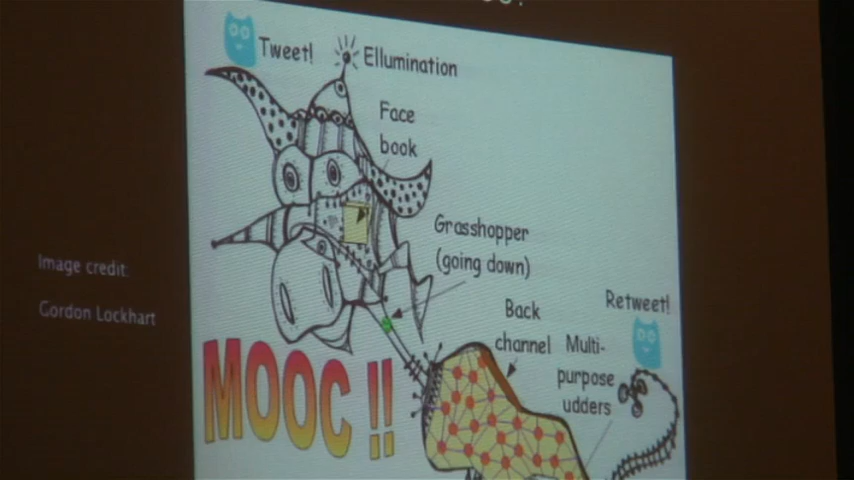 Tweet!
Ellumination
Face
book
Grasshopper
(going down)
Image credit:
Gordon Lockhart
Back
channel
Retweet!
Multi-
purpose
udders
MOOC !!